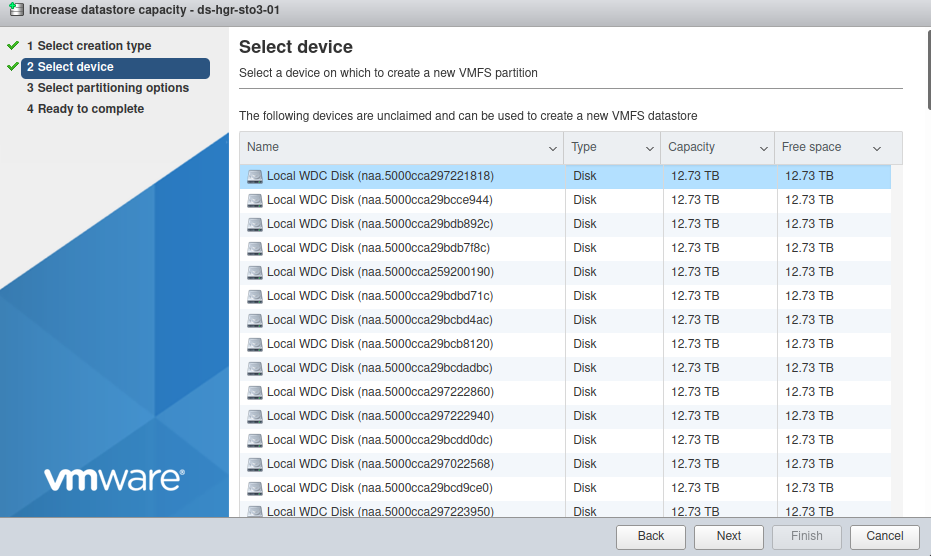 Increase datastore capacity - ds-hgr-sto3-01
1 Select creation type
2 Select device
3 Select partitioning options
4 Ready to complete
vmware®
Select device
Select a device on which to create a new VMFS partition
The following devices are unclaimed and can be used to create a new VMFS datastore
Name Type Capacity Free space
Local WDC Disk (naa.5000cca297221818) Disk 12.73 TB 12.73 TB
Local WDC Disk (naa.5000cca29bcce944) Disk 12.73 TB 12.73 TB
Local WDC Disk (naa.5000cca29bdb892c) Disk 12.73 TB 12.73 TB
Local WDC Disk (naa.5000cca29bdb7f8c) Disk 12.73 TB 12.73 TB
Local WDC Disk (naa.5000cca259200190) Disk 12.73 TB 12.73 TB
Local WDC Disk (naa.5000cca29bdbd71c) Disk 12.73 TB 12.73 TB
Local WDC Disk (naa.5000cca29bcbd4ac) Disk 12.73 TB 12.73 TB
Local WDC Disk (naa.5000cca29bcb8120) Disk 12.73 TB 12.73 TB
Local WDC Disk (naa.5000cca29bcdadbc) Disk 12.73 TB 12.73 TB
Local WDC Disk (naa.5000cca297222860) Disk 12.73 TB 12.73 TB
Local WDC Disk (naa.5000cca297222940) Disk 12.73 TB 12.73 TB
Local WDC Disk (naa.5000cca29bcdd0dc) Disk 12.73 TB 12.73 TB
Local WDC Disk (naa.5000cca297022568) Disk 12.73 TB 12.73 TB
Local WDC Disk (naa.5000cca29bcd9ce0) Disk 12.73 TB 12.73 TB
Local WDC Disk (naa.5000cca297223950) Disk 12.73 TB 12.73 TB
Back Next Finish Cancel